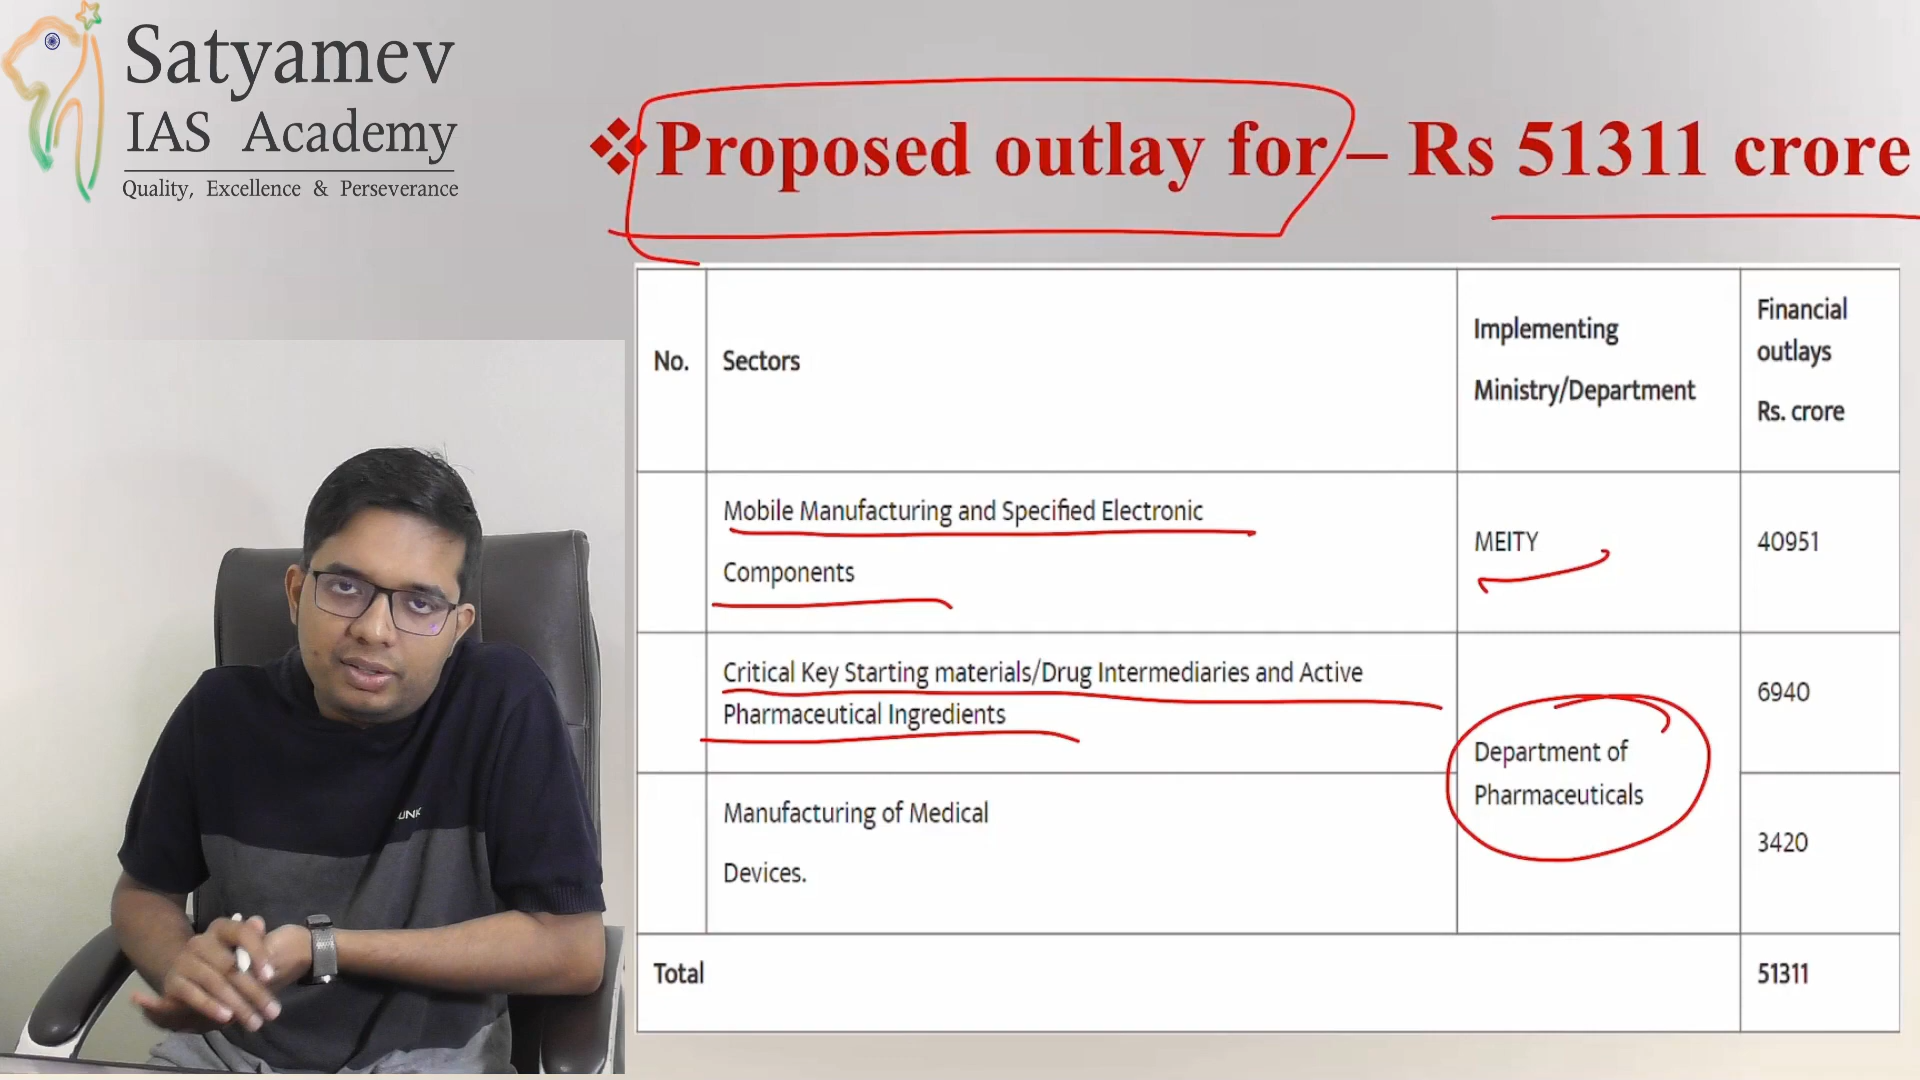 Satyamev
IAS Academy
Quality, Excellence & Perseverance
❖Proposed outlay for – Rs 51311 crore
No.
Sectors
Implementing
Ministry/Department
Financial
outlays
Rs. crore
Mobile Manufacturing and Specified Electronic
Components
MEITY
40951
Critical Key Starting materials/Drug Intermediaries and Active
Pharmaceutical Ingredients
6940
Department of
Pharmaceuticals
Manufacturing of Medical
Devices.
3420
Total
51311